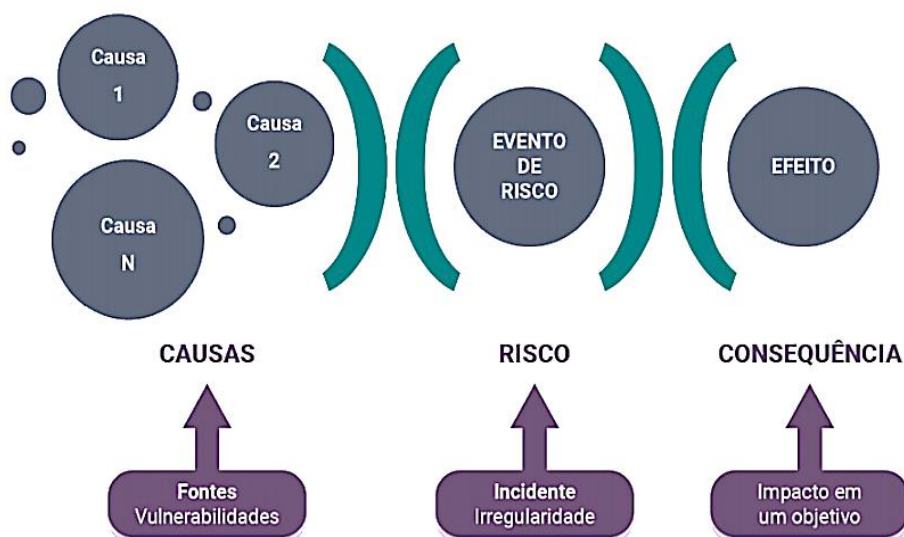 Causa
1
Causa
2
Causa
N
EVENTO
DE
RISCO
EFEITO
CAUSAS
RISCO
CONSEQUÊNCIA
Fontes
Vulnerabilidades
Incidente
Irregularidade
Impacto em
um objetivo